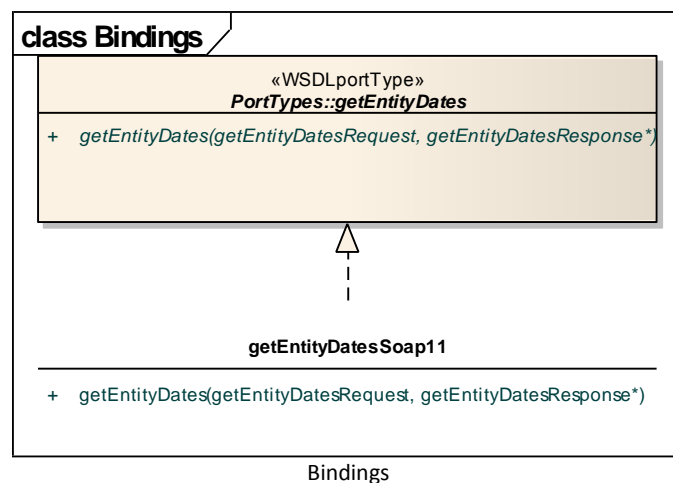 class Bindings
«WSDLportType»
PortTypes::getEntityDates
+ getEntityDates(getEntityDatesRequest, getEntityDatesResponse*)
getEntityDatesSoap11
+ getEntityDates(getEntityDatesRequest, getEntityDatesResponse*)
Bindings